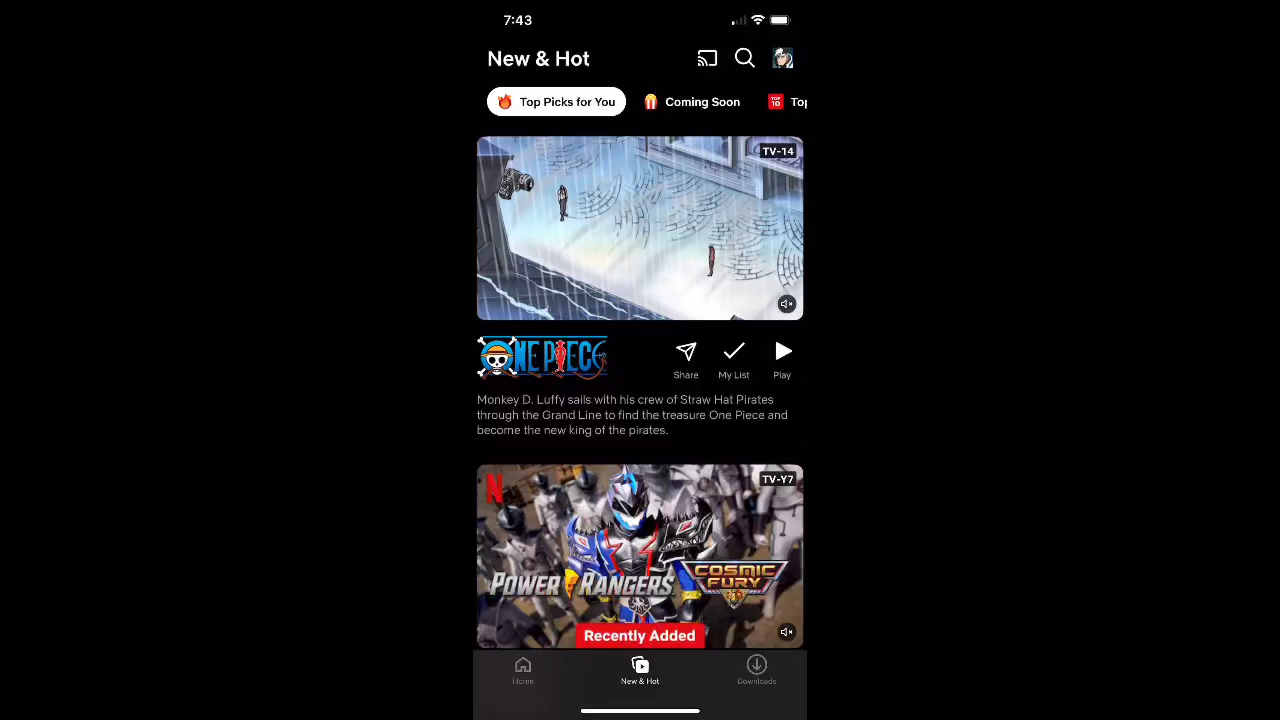 7:43
New & Hot
Top Picks for You
Coming Soon
TOP 10
Top
TV-14
ONE PIECE
Share
My List
Play
Monkey D. Luffy sails with his crew of Straw Hat Pirates
through the Grand Line to find the treasure One Piece and
become the new king of the pirates.
N
TV-Y7
POWER RANGERS
COSMIC
FURY
Recently Added
Home
New & Hot
Downloads